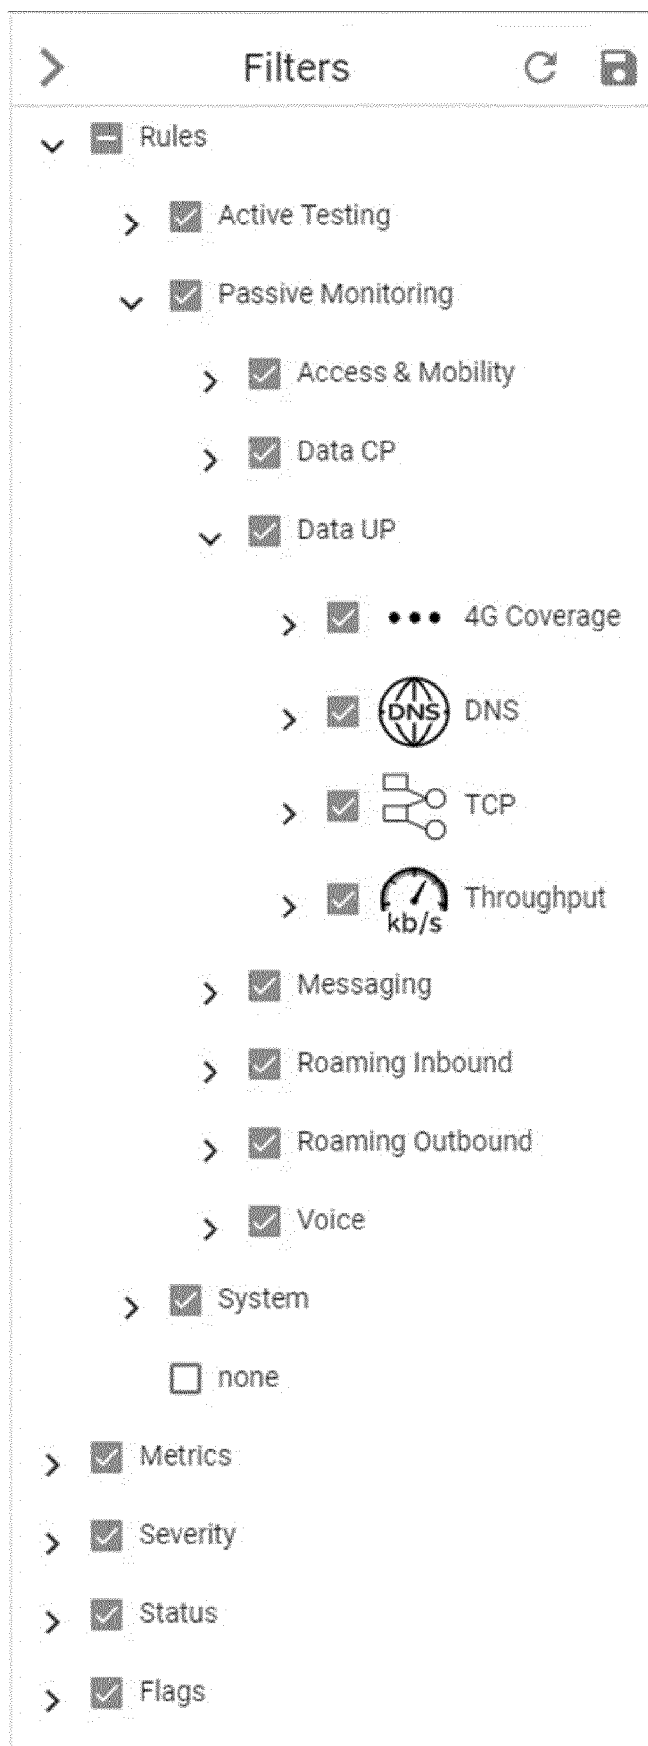 Filters
Rules
Active Testing
Passive Monitoring
Access & Mobility
Data CP
Data UP
4G Coverage
DNS DNS
TCP
Throughput
kb/s
Messaging
Roaming Inbound
Roaming Outbound
Voice
System
none
Metrics
Severity
Status
Flags